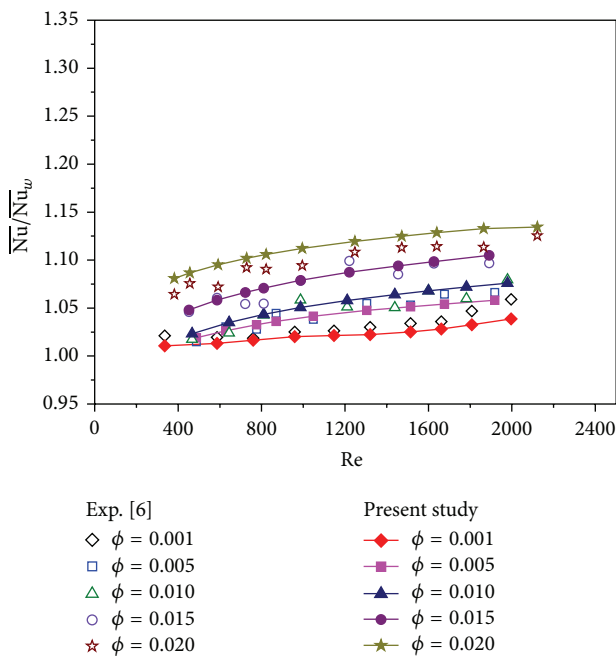 1.35
1.30
1.25
1.20
1.15
1.10
1.05
1.00
0.95
Nu/Nu_w
0 400 800 1200 1600 2000 2400
Re
Exp. [6] Present study
ϕ = 0.001 ϕ = 0.001
ϕ = 0.005 ϕ = 0.005
ϕ = 0.010 ϕ = 0.010
ϕ = 0.015 ϕ = 0.015
ϕ = 0.020 ϕ = 0.020